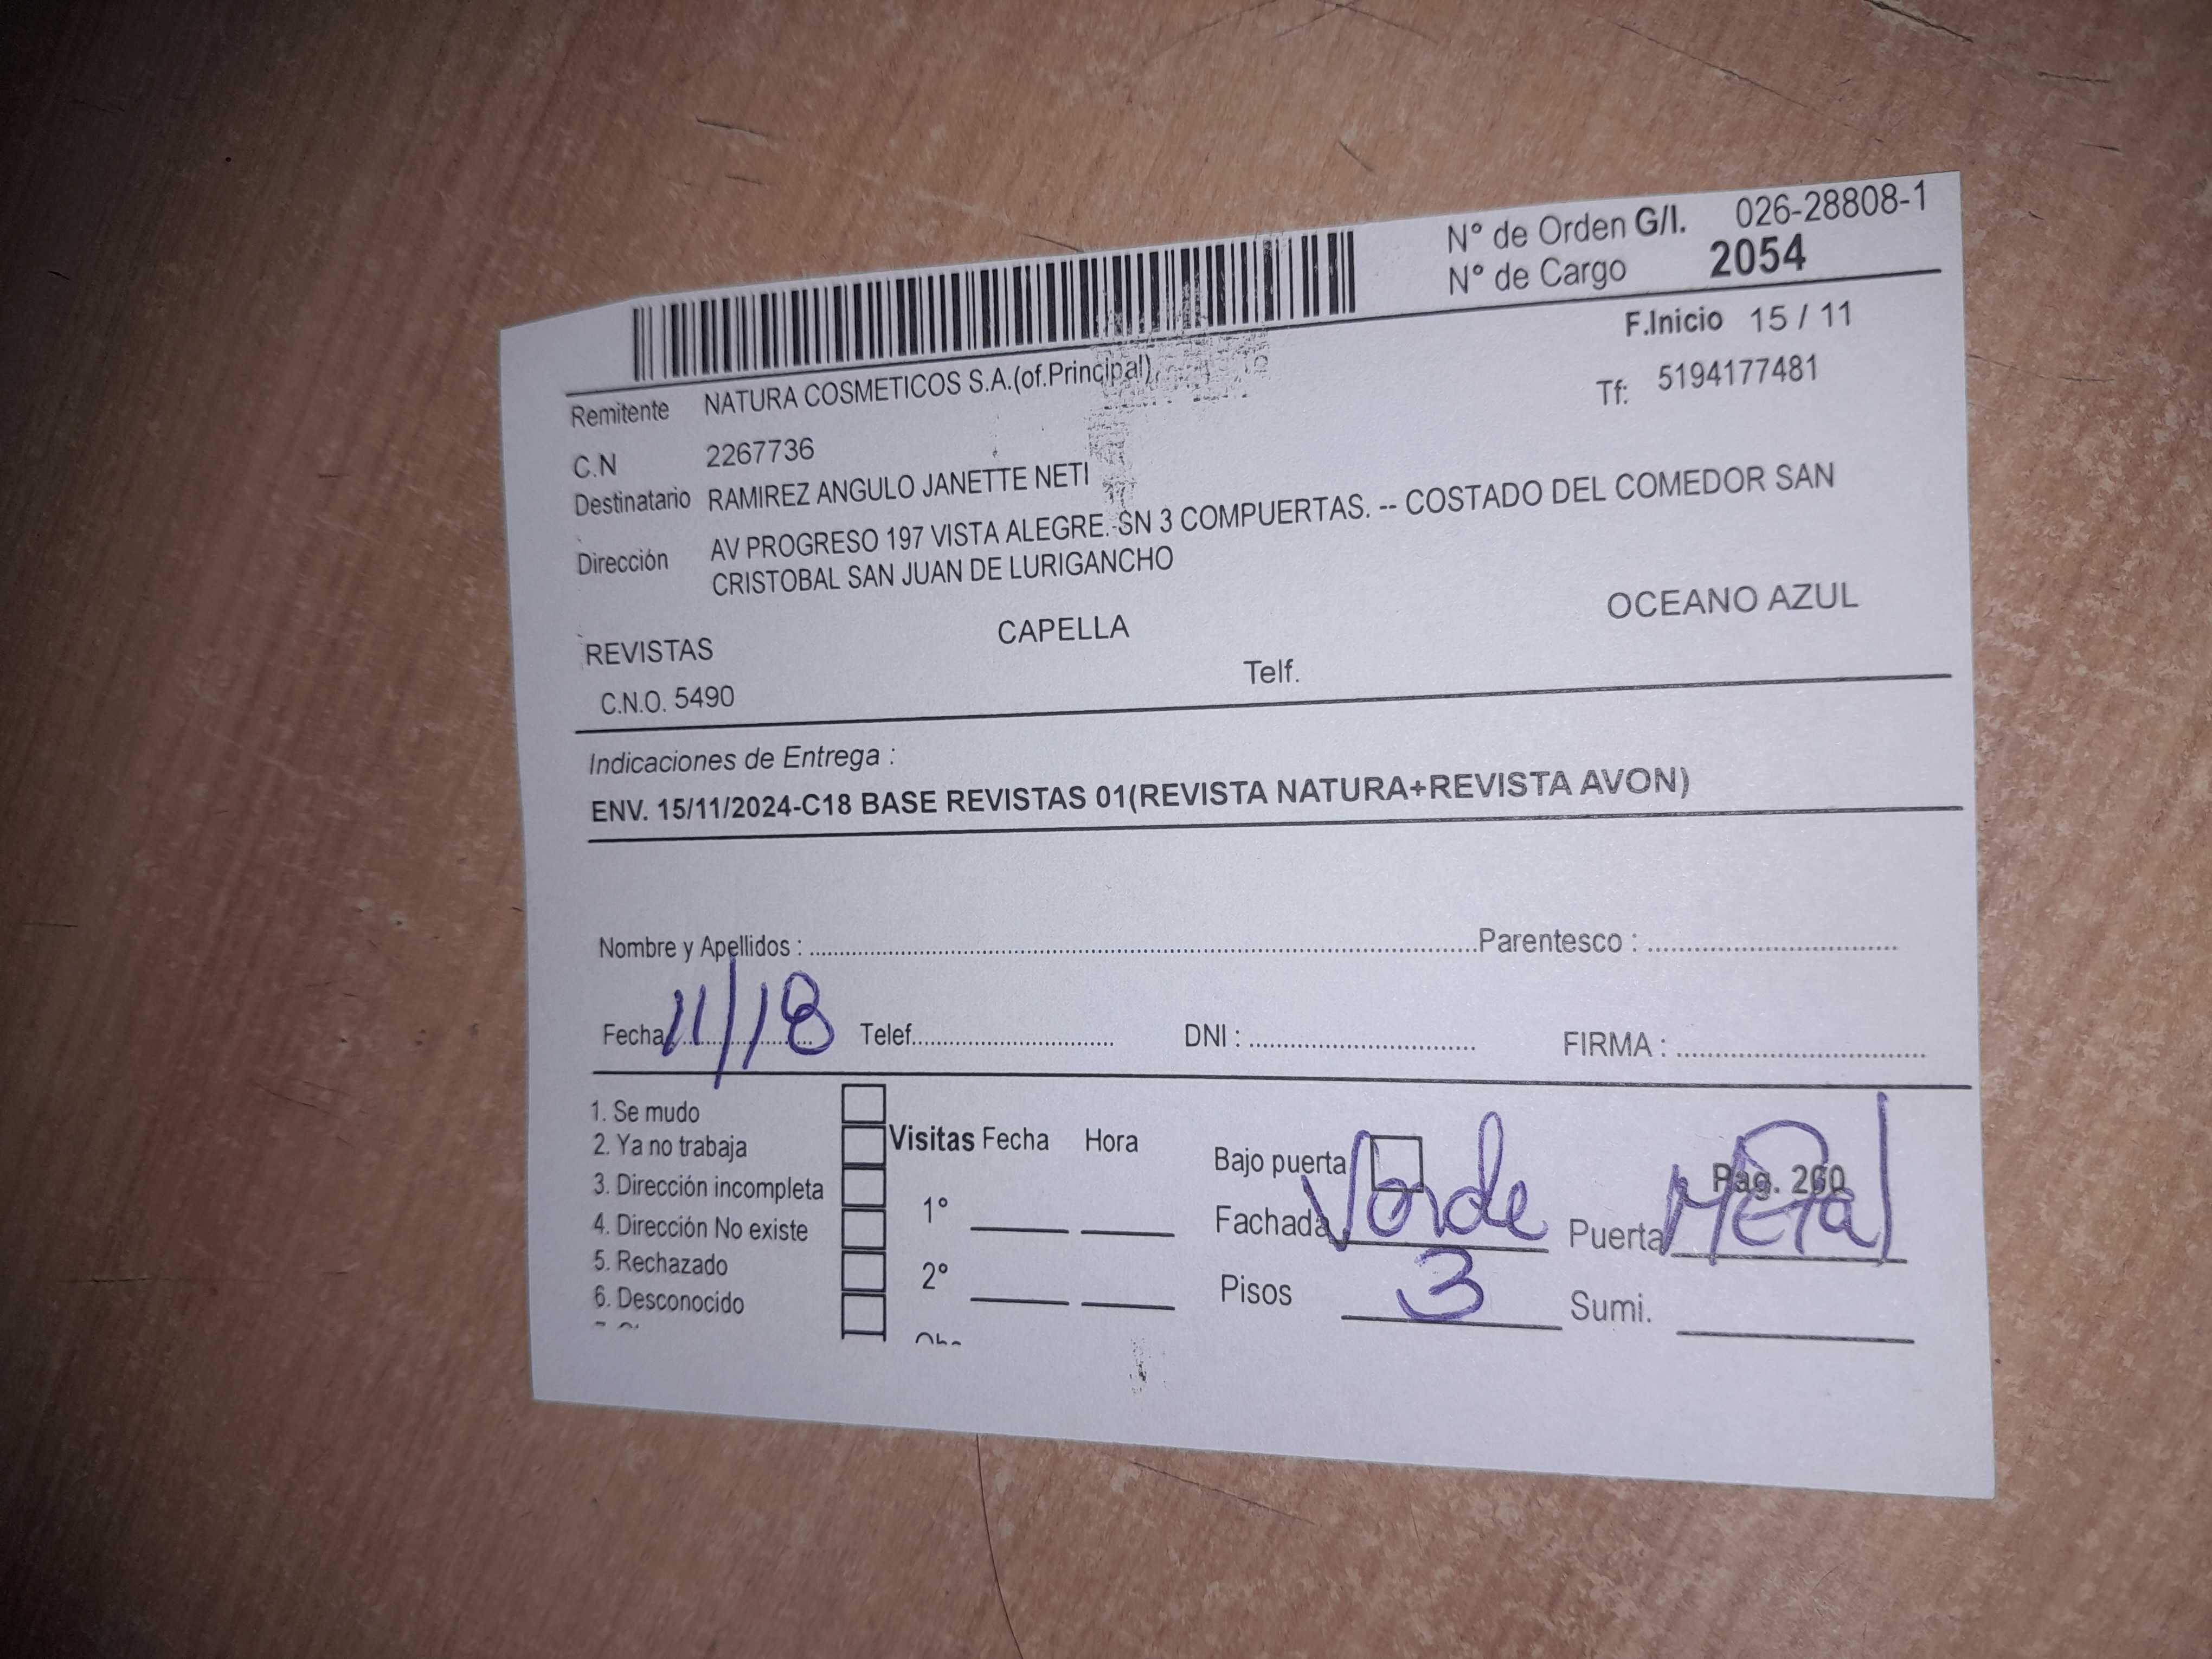 N° de Orden G/I. 026-28808-1
N° de Cargo 2054
F.Inicio 15 / 11
Remitente NATURA COSMETICOS S.A.(of.Principal)
Tf: 5194177481
C.N 2267736
Destinatario RAMIREZ ANGULO JANETTE NETI
Dirección AV PROGRESO 197 VISTA ALEGRE. SN 3 COMPUERTAS. -- COSTADO DEL COMEDOR SAN
CRISTOBAL SAN JUAN DE LURIGANCHO
REVISTAS CAPELLA OCEANO AZUL
C.N.O. 5490 Telf.
Indicaciones de Entrega :
ENV. 15/11/2024-C18 BASE REVISTAS 01(REVISTA NATURA+REVISTA AVON)
Nombre y Apellidos : Parentesco :
Fecha 11/18 Telef. DNI : FIRMA :
1. Se mudo
2. Ya no trabaja
3. Dirección incompleta
4. Dirección No existe
5. Rechazado
6. Desconocido
Visitas Fecha Hora
1°
2°
Bajo puerta
Pag. 260
Fachada Verde Puerta Metal
Pisos 3 Sumi.